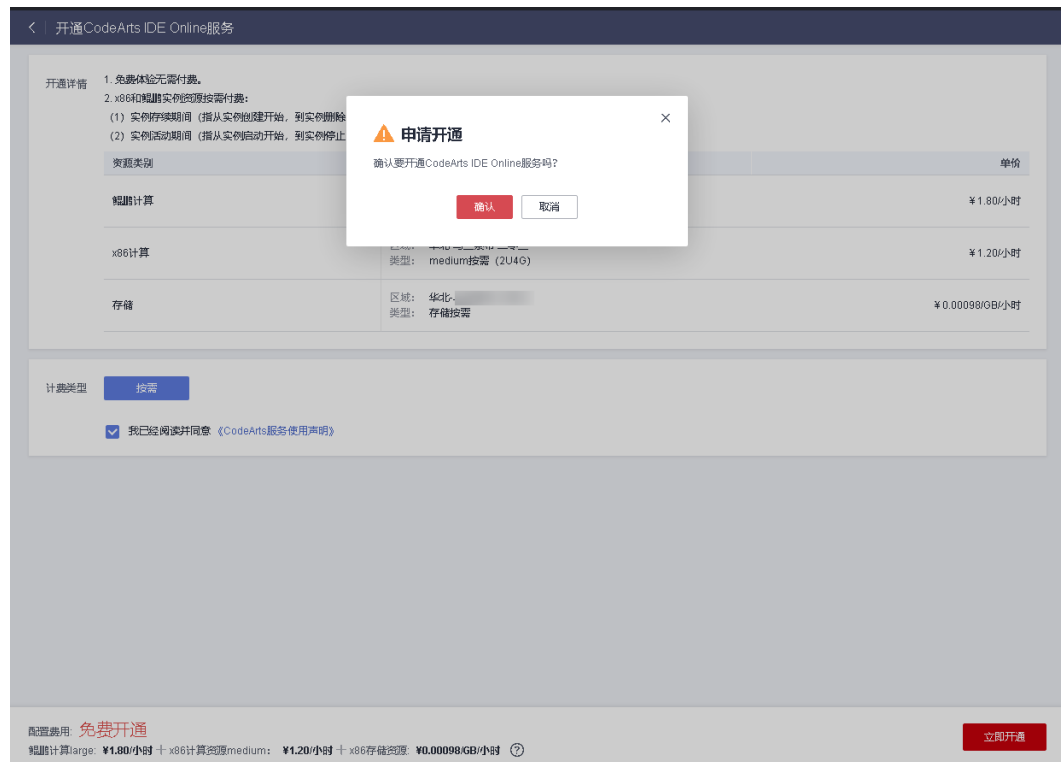 开通CodeArts IDE Online服务
开通详情
1. 免费体验无需付费。
2. x86和鲲鹏实例资源按需付费:
(1) 实例存续期间 (指从实例创建开始, 到实例删除
(2) 实例活动期间 (指从实例启动开始, 到实例停止
申请开通
确认要开通CodeArts IDE Online服务吗?
确认
取消
资源类别
单价
鲲鹏计算
¥1.80/小时
x86计算
类型: medium按需 (2U4G)
¥1.20/小时
存储
区域: 华北-
类型: 存储按需
¥0.00098/GB/小时
计费类型
按需
我已经阅读并同意 《CodeArts服务使用声明》
配置费用: 免费开通
鲲鹏计算large: ¥1.80/小时 + x86计算资源medium: ¥1.20/小时 + x86存储资源: ¥0.00098/GB/小时 ?
立即开通